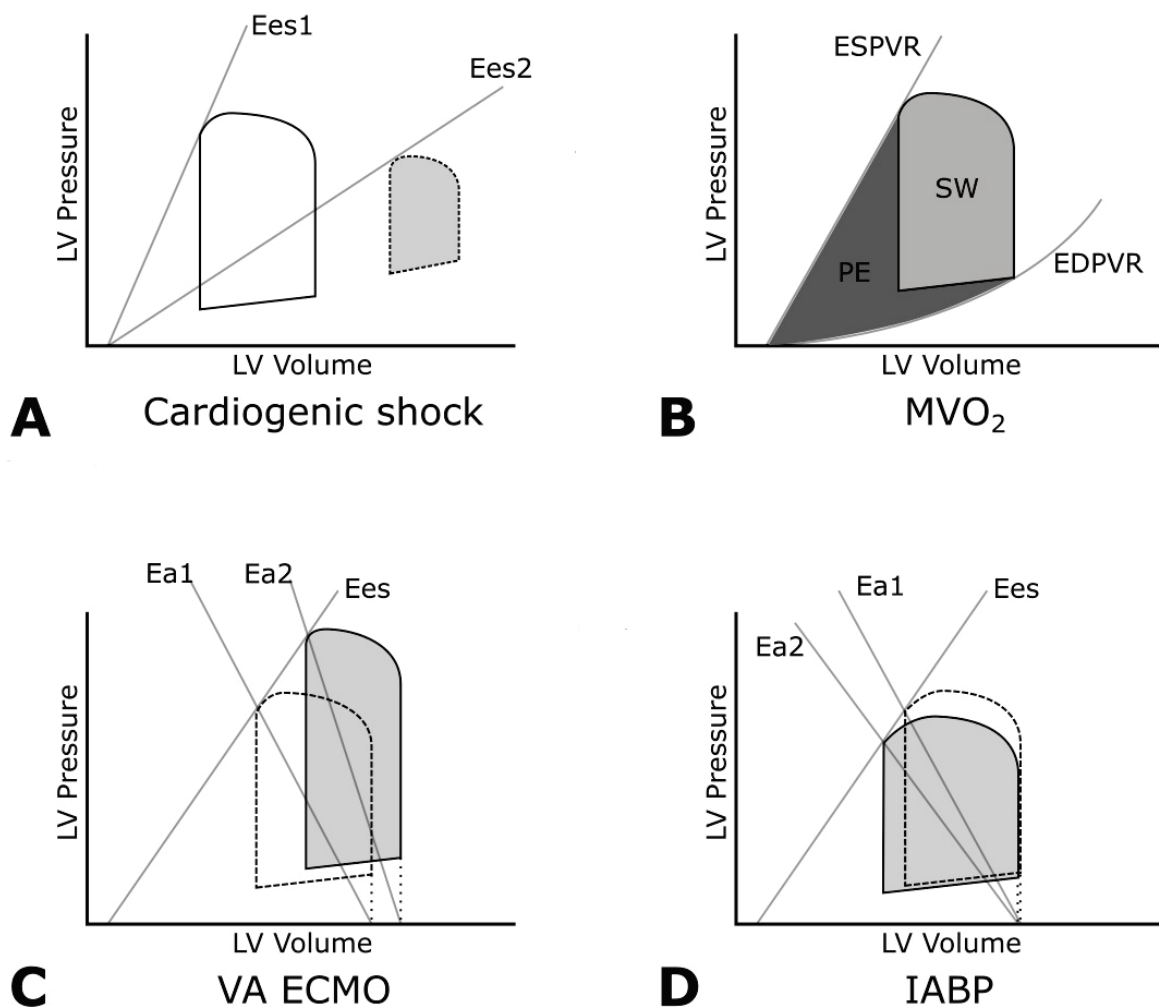 Ees1
Ees2
LV Pressure
LV Volume
A Cardiogenic shock
ESPVR
SW
PE
EDPVR
LV Pressure
LV Volume
B MVO₂
Ea1
Ea2
Ees
LV Pressure
LV Volume
C VA ECMO
Ea1
Ees
Ea2
LV Pressure
LV Volume
D IABP